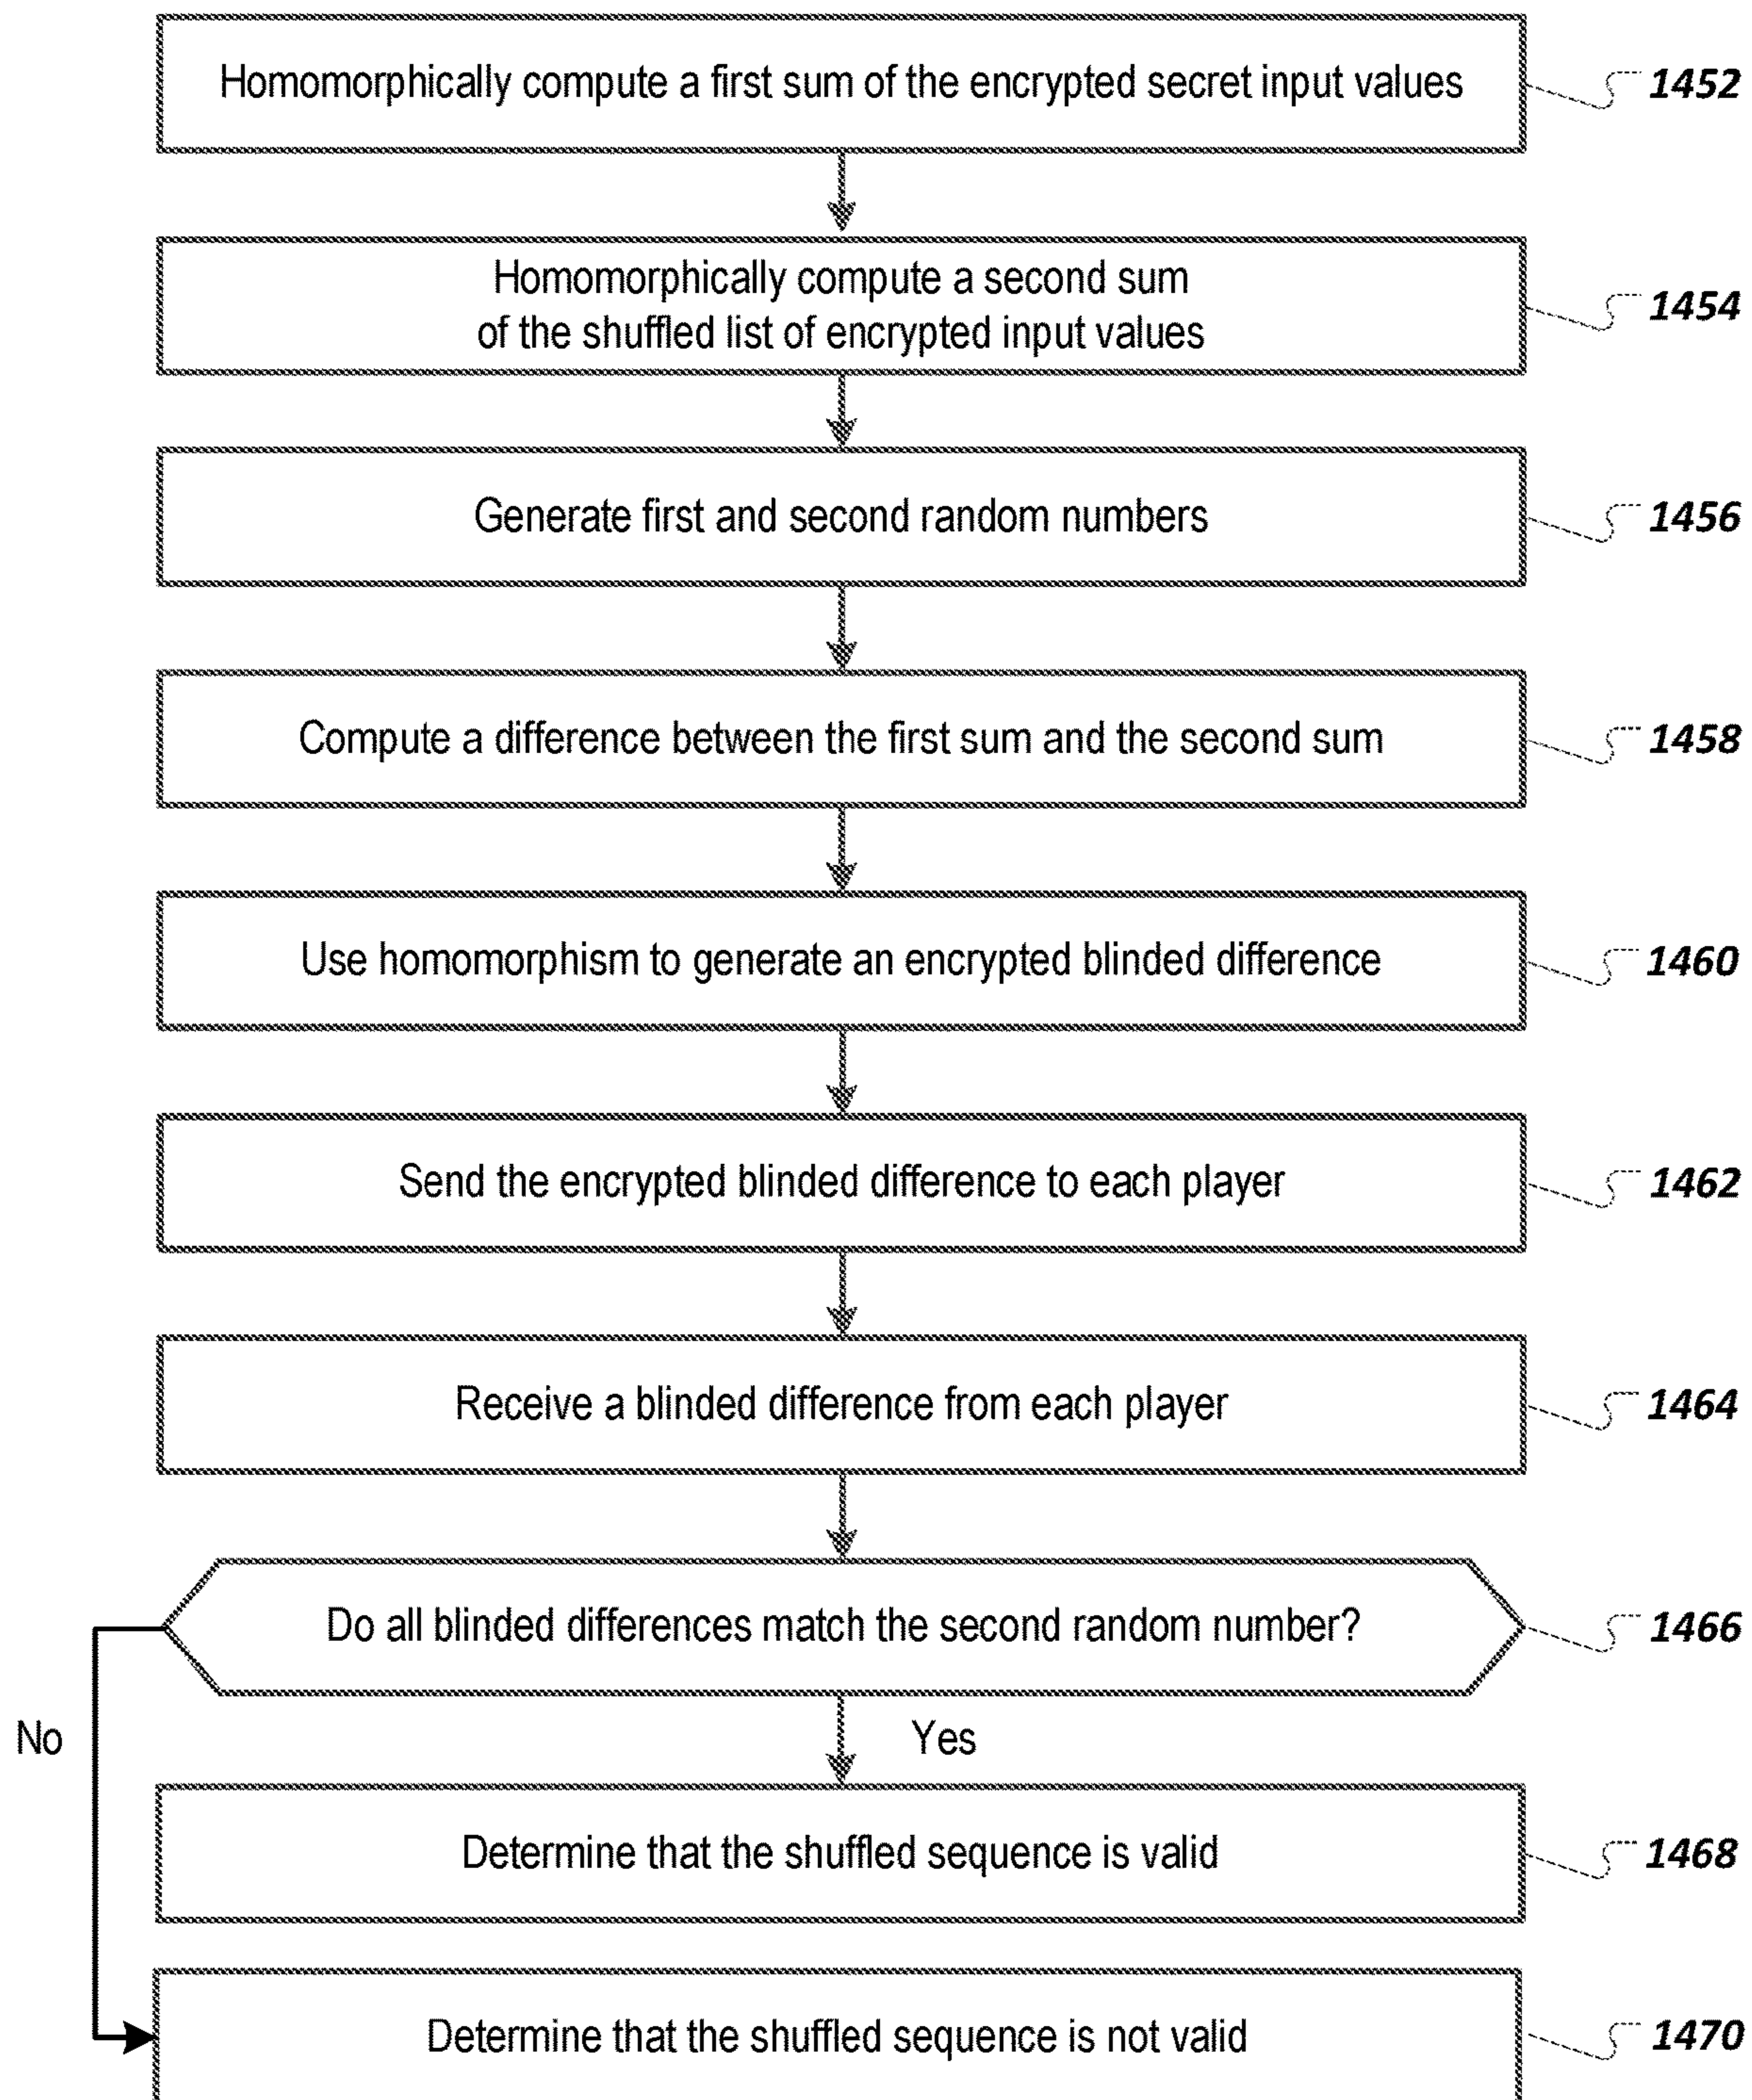 Homomorphically compute a first sum of the encrypted secret input values
1452
Homomorphically compute a second sum
of the shuffled list of encrypted input values
1454
Generate first and second random numbers
1456
Compute a difference between the first sum and the second sum
1458
Use homomorphism to generate an encrypted blinded difference
1460
Send the encrypted blinded difference to each player
1462
Receive a blinded difference from each player
1464
Do all blinded differences match the second random number?
1466
No
Yes
Determine that the shuffled sequence is valid
1468
Determine that the shuffled sequence is not valid
1470